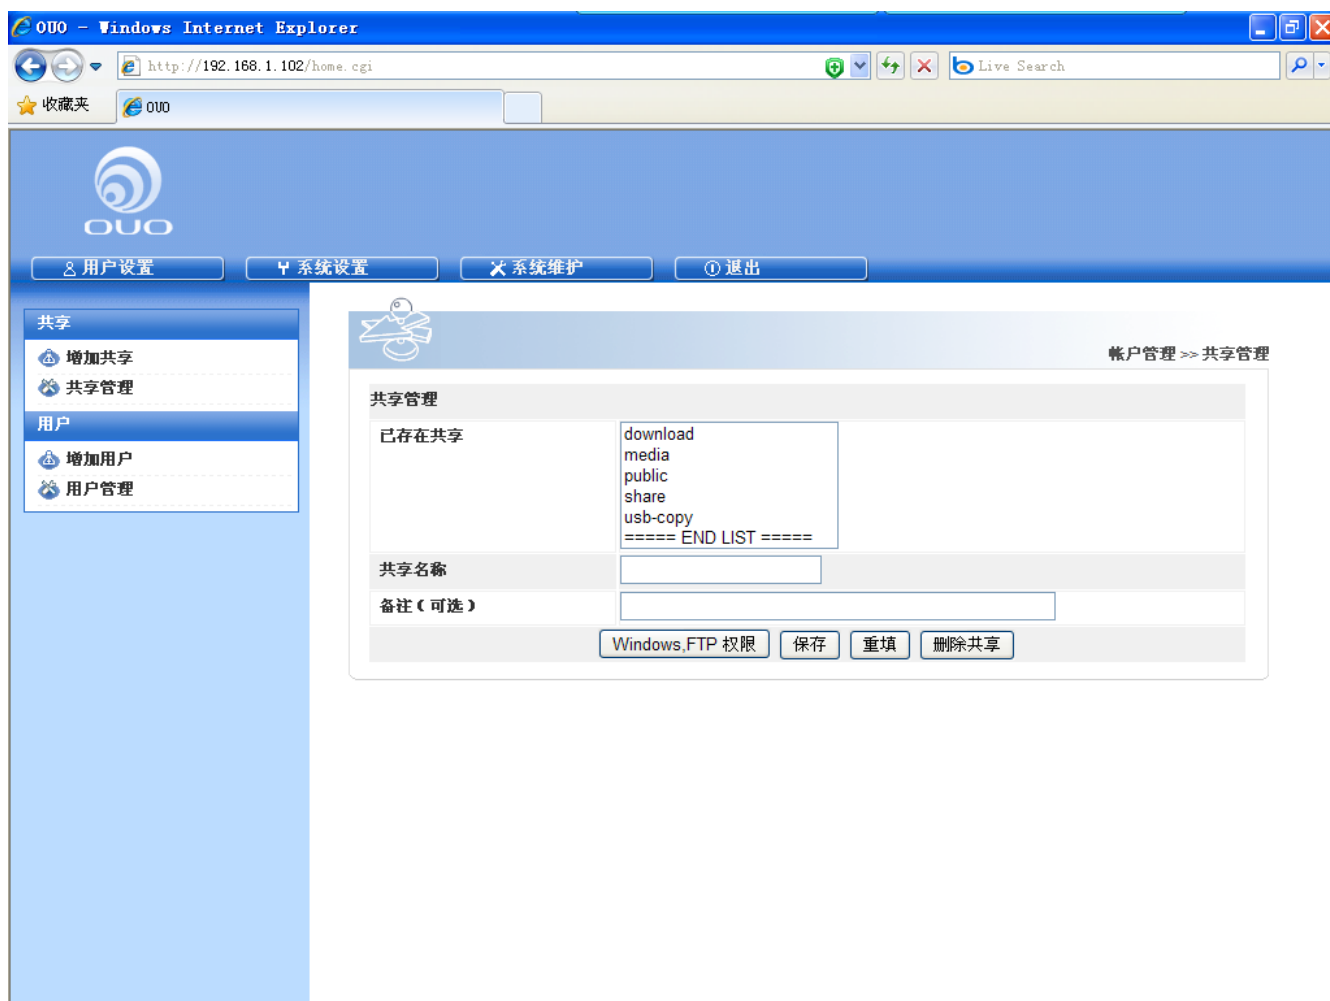 OUO - Windows Internet Explorer
http://192.168.1.102/home.cgi
Live Search
收藏夹
OUO
OUO
用户设置
系统设置
系统维护
退出
共享
增加共享
共享管理
用户
增加用户
用户管理
帐户管理 >> 共享管理
共享管理
已存在共享
download
media
public
share
usb-copy
===== END LIST =====
共享名称
备注(可选)
Windows,FTP 权限
保存
重填
删除共享